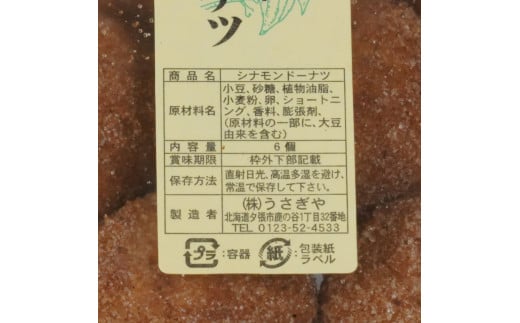 ナツ
商品名 シナモンドーナツ
原材料名 小豆、砂糖、植物油脂、
小麦粉、卵、ショートニ
ング、香料、膨張剤、
(原材料の一部に、大豆
由来を含む)
内容量 6個
賞味期限 枠外下部記載
保存方法 直射日光、高温多湿を避け、
常温で保存して下さい。
製造者 (株)うさぎや
北海道夕張市鹿の谷1丁目32番地
TEL 0123-52-4533
プラ :容器 紙 :包装紙
ラベル